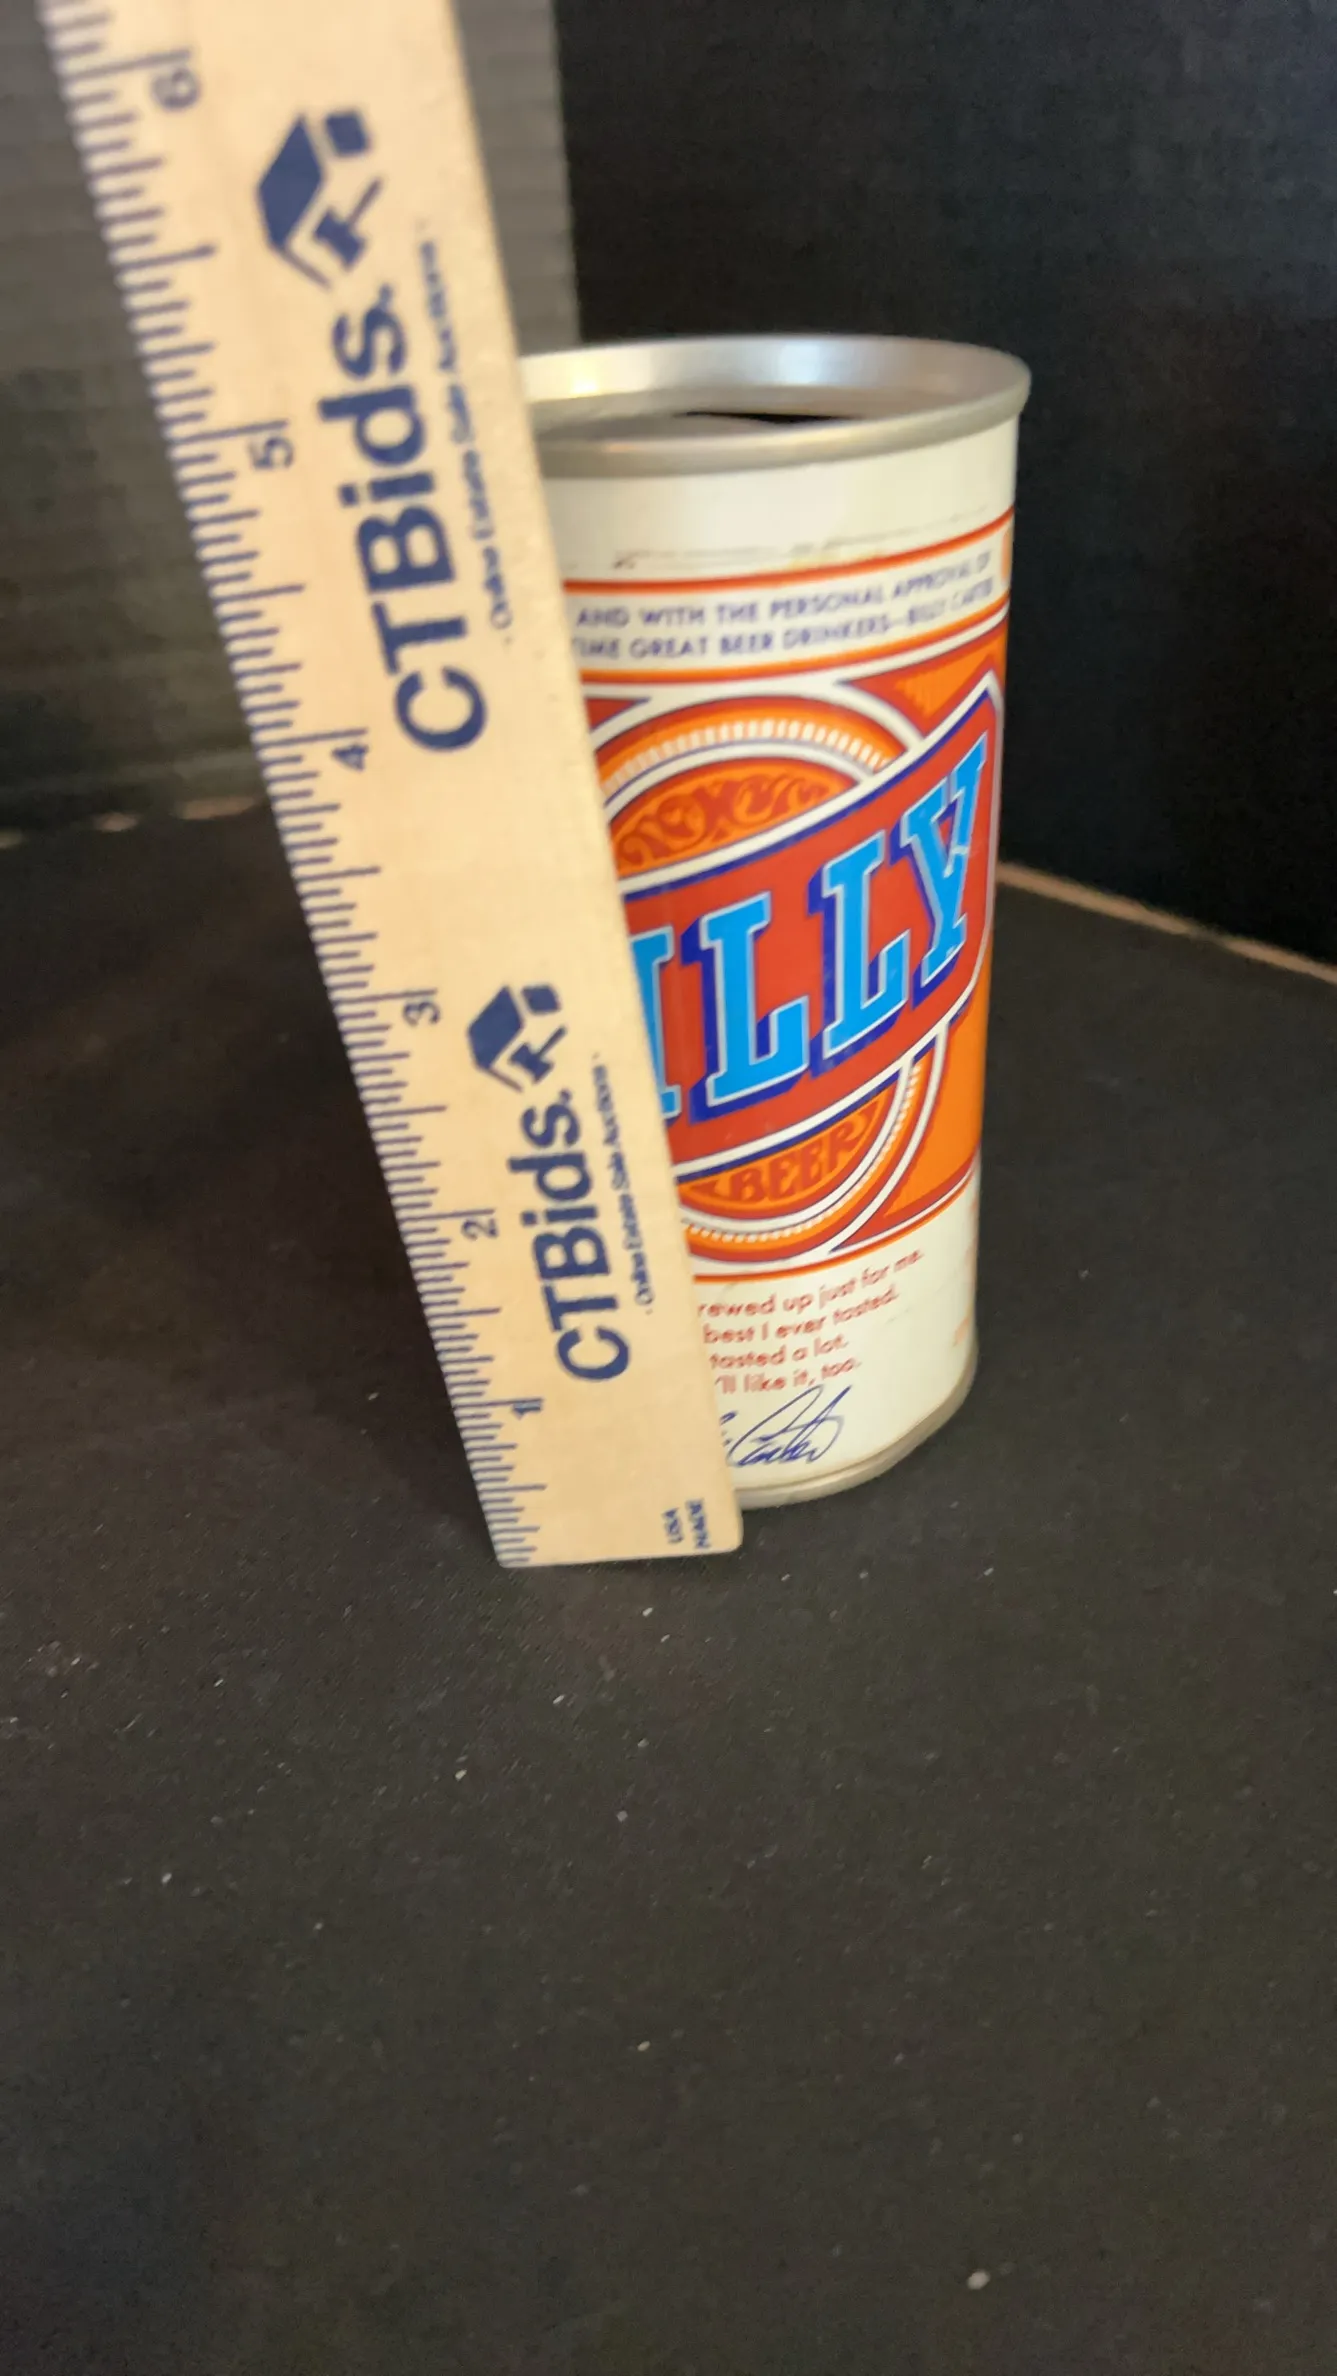 6
5
4
3
2
1
CTBids.
· Online Estate Sale Auctions ·
CTBids.
· Online Estate Sale Auctions ·
USA
MADE
AND WITH THE PERSONAL APPROVAL OF
TIME GREAT BEER DRINKERS—BILLY CARTER
ILLY
BEER
rewed up just for me.
best I ever tasted.
tasted a lot.
'll like it, too.
Carter